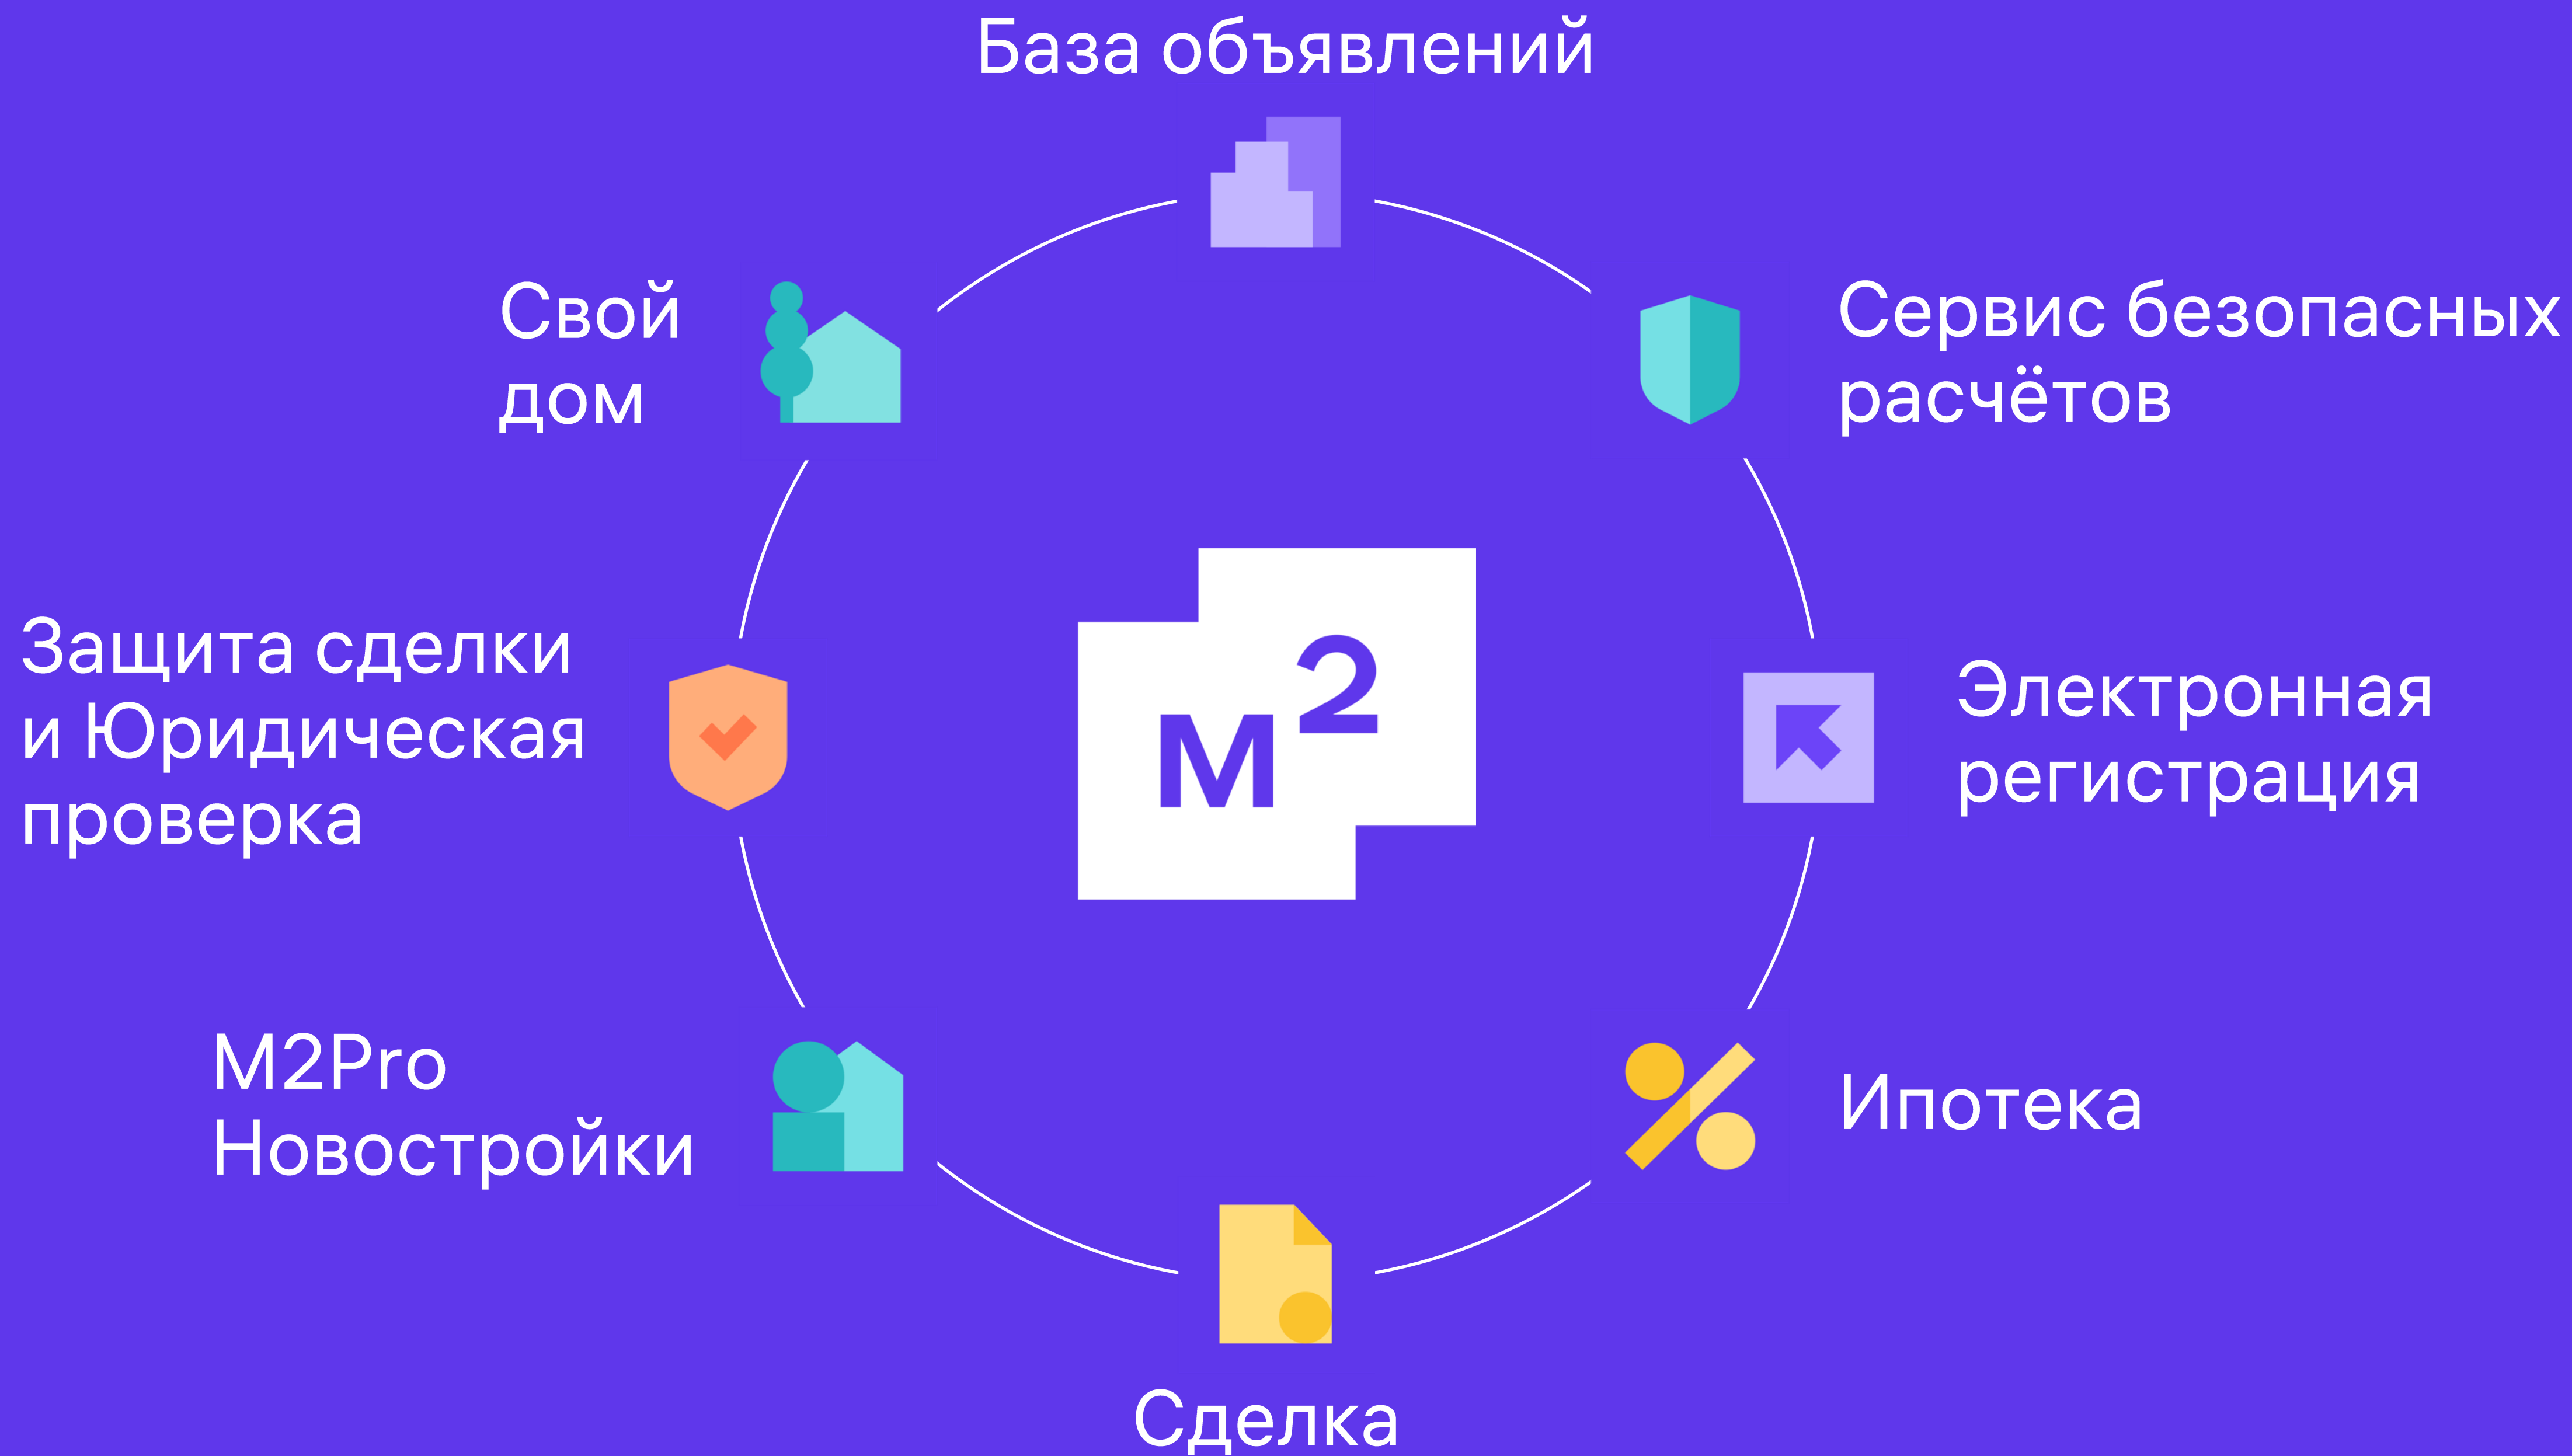 База объявлений
Свой
дом
Сервис безопасных
расчётов
Защита сделки
и Юридическая
проверка
м²
Электронная
регистрация
M2Pro
Новостройки
Ипотека
Сделка